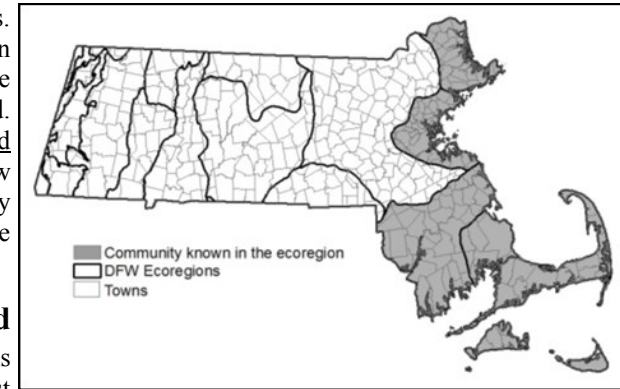 s.
n
e
d
w
y
e
d
s
Community known in the ecoregion
DFW Ecoregions
Towns